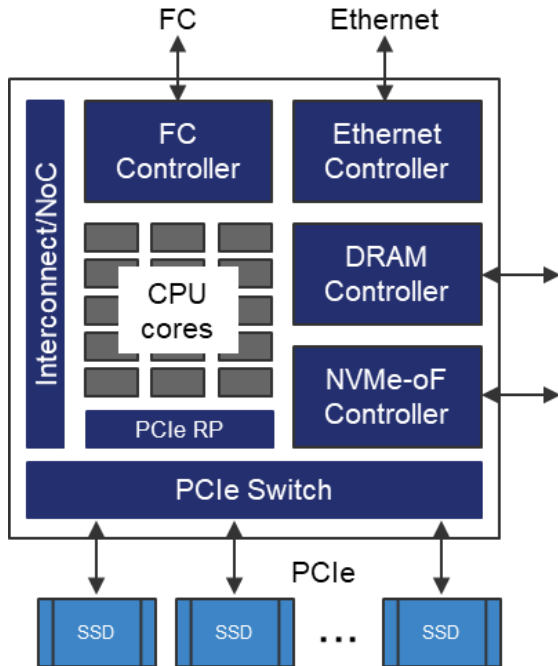 FC
Ethernet
FC
Controller
Ethernet
Controller
Interconnect/NoC
CPU
cores
DRAM
Controller
NVMe-oF
Controller
PCIe RP
PCIe Switch
PCIe
SSD
SSD
...
SSD